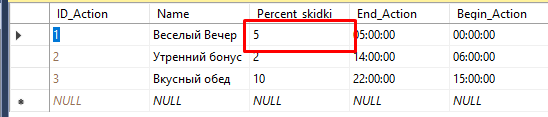 ID_Action Name Percent_skidki End_Action Begin_Action
1 Веселый Вечер 5 05:00:00 00:00:00
2 Утренний бонус 2 14:00:00 06:00:00
3 Вкусный обед 10 22:00:00 15:00:00
NULL NULL NULL NULL NULL